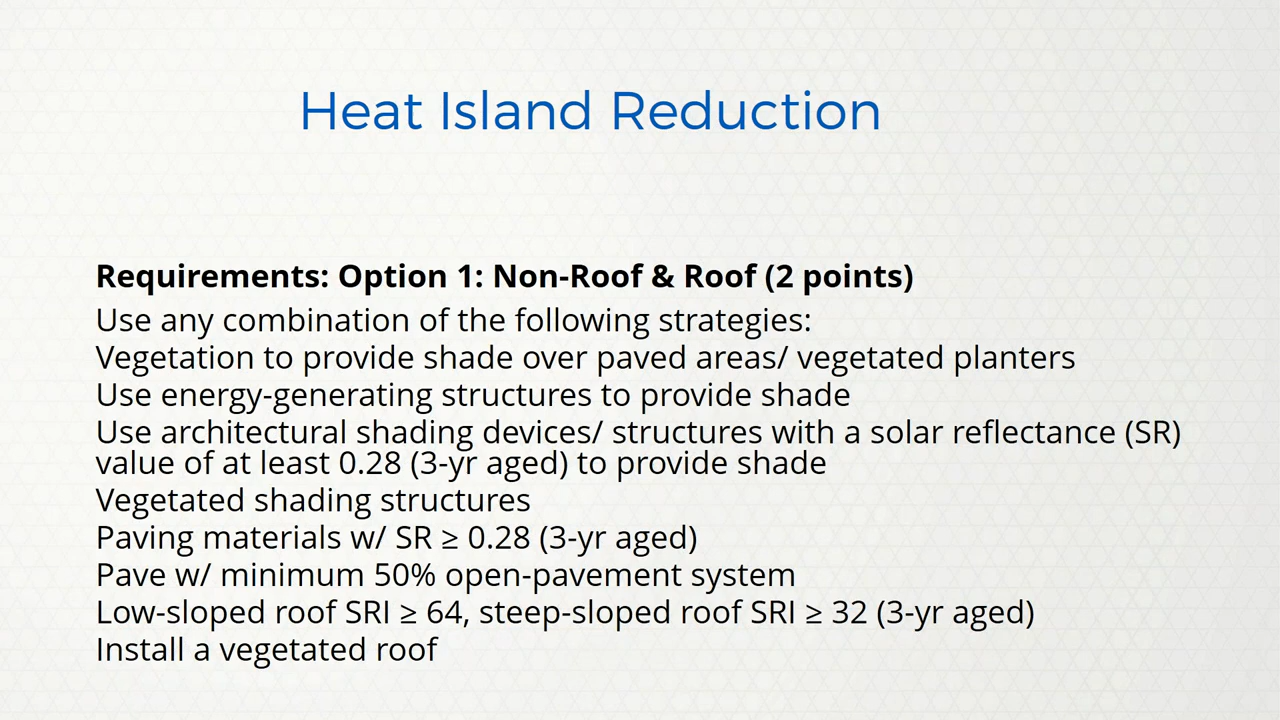 Heat Island Reduction
Requirements: Option 1: Non-Roof & Roof (2 points)
Use any combination of the following strategies:
Vegetation to provide shade over paved areas/ vegetated planters
Use energy-generating structures to provide shade
Use architectural shading devices/ structures with a solar reflectance (SR)
value of at least 0.28 (3-yr aged) to provide shade
Vegetated shading structures
Paving materials w/ SR ≥ 0.28 (3-yr aged)
Pave w/ minimum 50% open-pavement system
Low-sloped roof SRI ≥ 64, steep-sloped roof SRI ≥ 32 (3-yr aged)
Install a vegetated roof